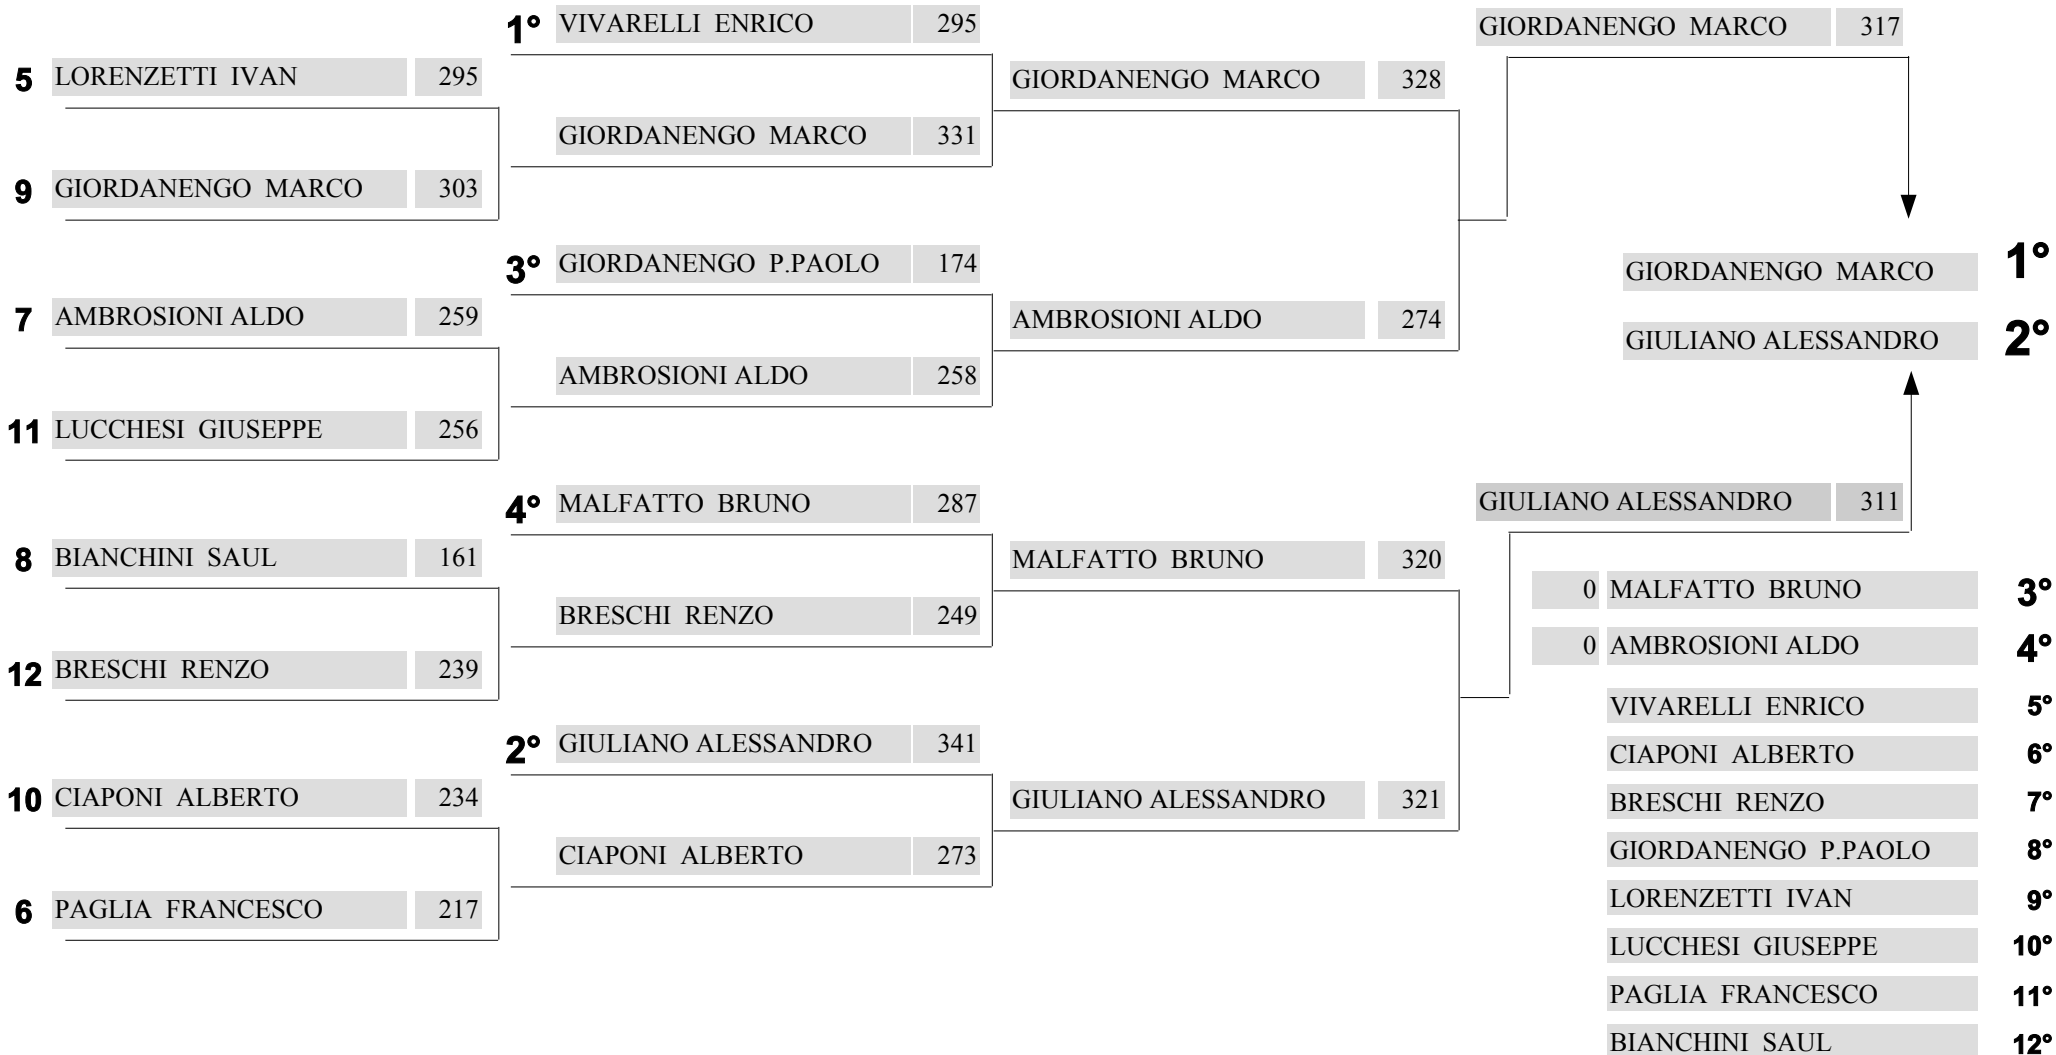 1° VIVARELLI ENRICO 295
GIORDANENGO MARCO 317
5 LORENZETTI IVAN 295
GIORDANENGO MARCO 328
GIORDANENGO MARCO 331
9 GIORDANENGO MARCO 303
3° GIORDANENGO P.PAOLO 174
GIORDANENGO MARCO 1°
7 AMBROSIONI ALDO 259
AMBROSIONI ALDO 274
GIULIANO ALESSANDRO 2°
AMBROSIONI ALDO 258
11 LUCCHESI GIUSEPPE 256
4° MALFATTO BRUNO 287
GIULIANO ALESSANDRO 311
8 BIANCHINI SAUL 161
MALFATTO BRUNO 320
0 MALFATTO BRUNO 3°
BRESCHI RENZO 249
0 AMBROSIONI ALDO 4°
12 BRESCHI RENZO 239
VIVARELLI ENRICO 5°
2° GIULIANO ALESSANDRO 341
CIAPONI ALBERTO 6°
10 CIAPONI ALBERTO 234
GIULIANO ALESSANDRO 321
BRESCHI RENZO 7°
CIAPONI ALBERTO 273
GIORDANENGO P.PAOLO 8°
6 PAGLIA FRANCESCO 217
LORENZETTI IVAN 9°
LUCCHESI GIUSEPPE 10°
PAGLIA FRANCESCO 11°
BIANCHINI SAUL 12°